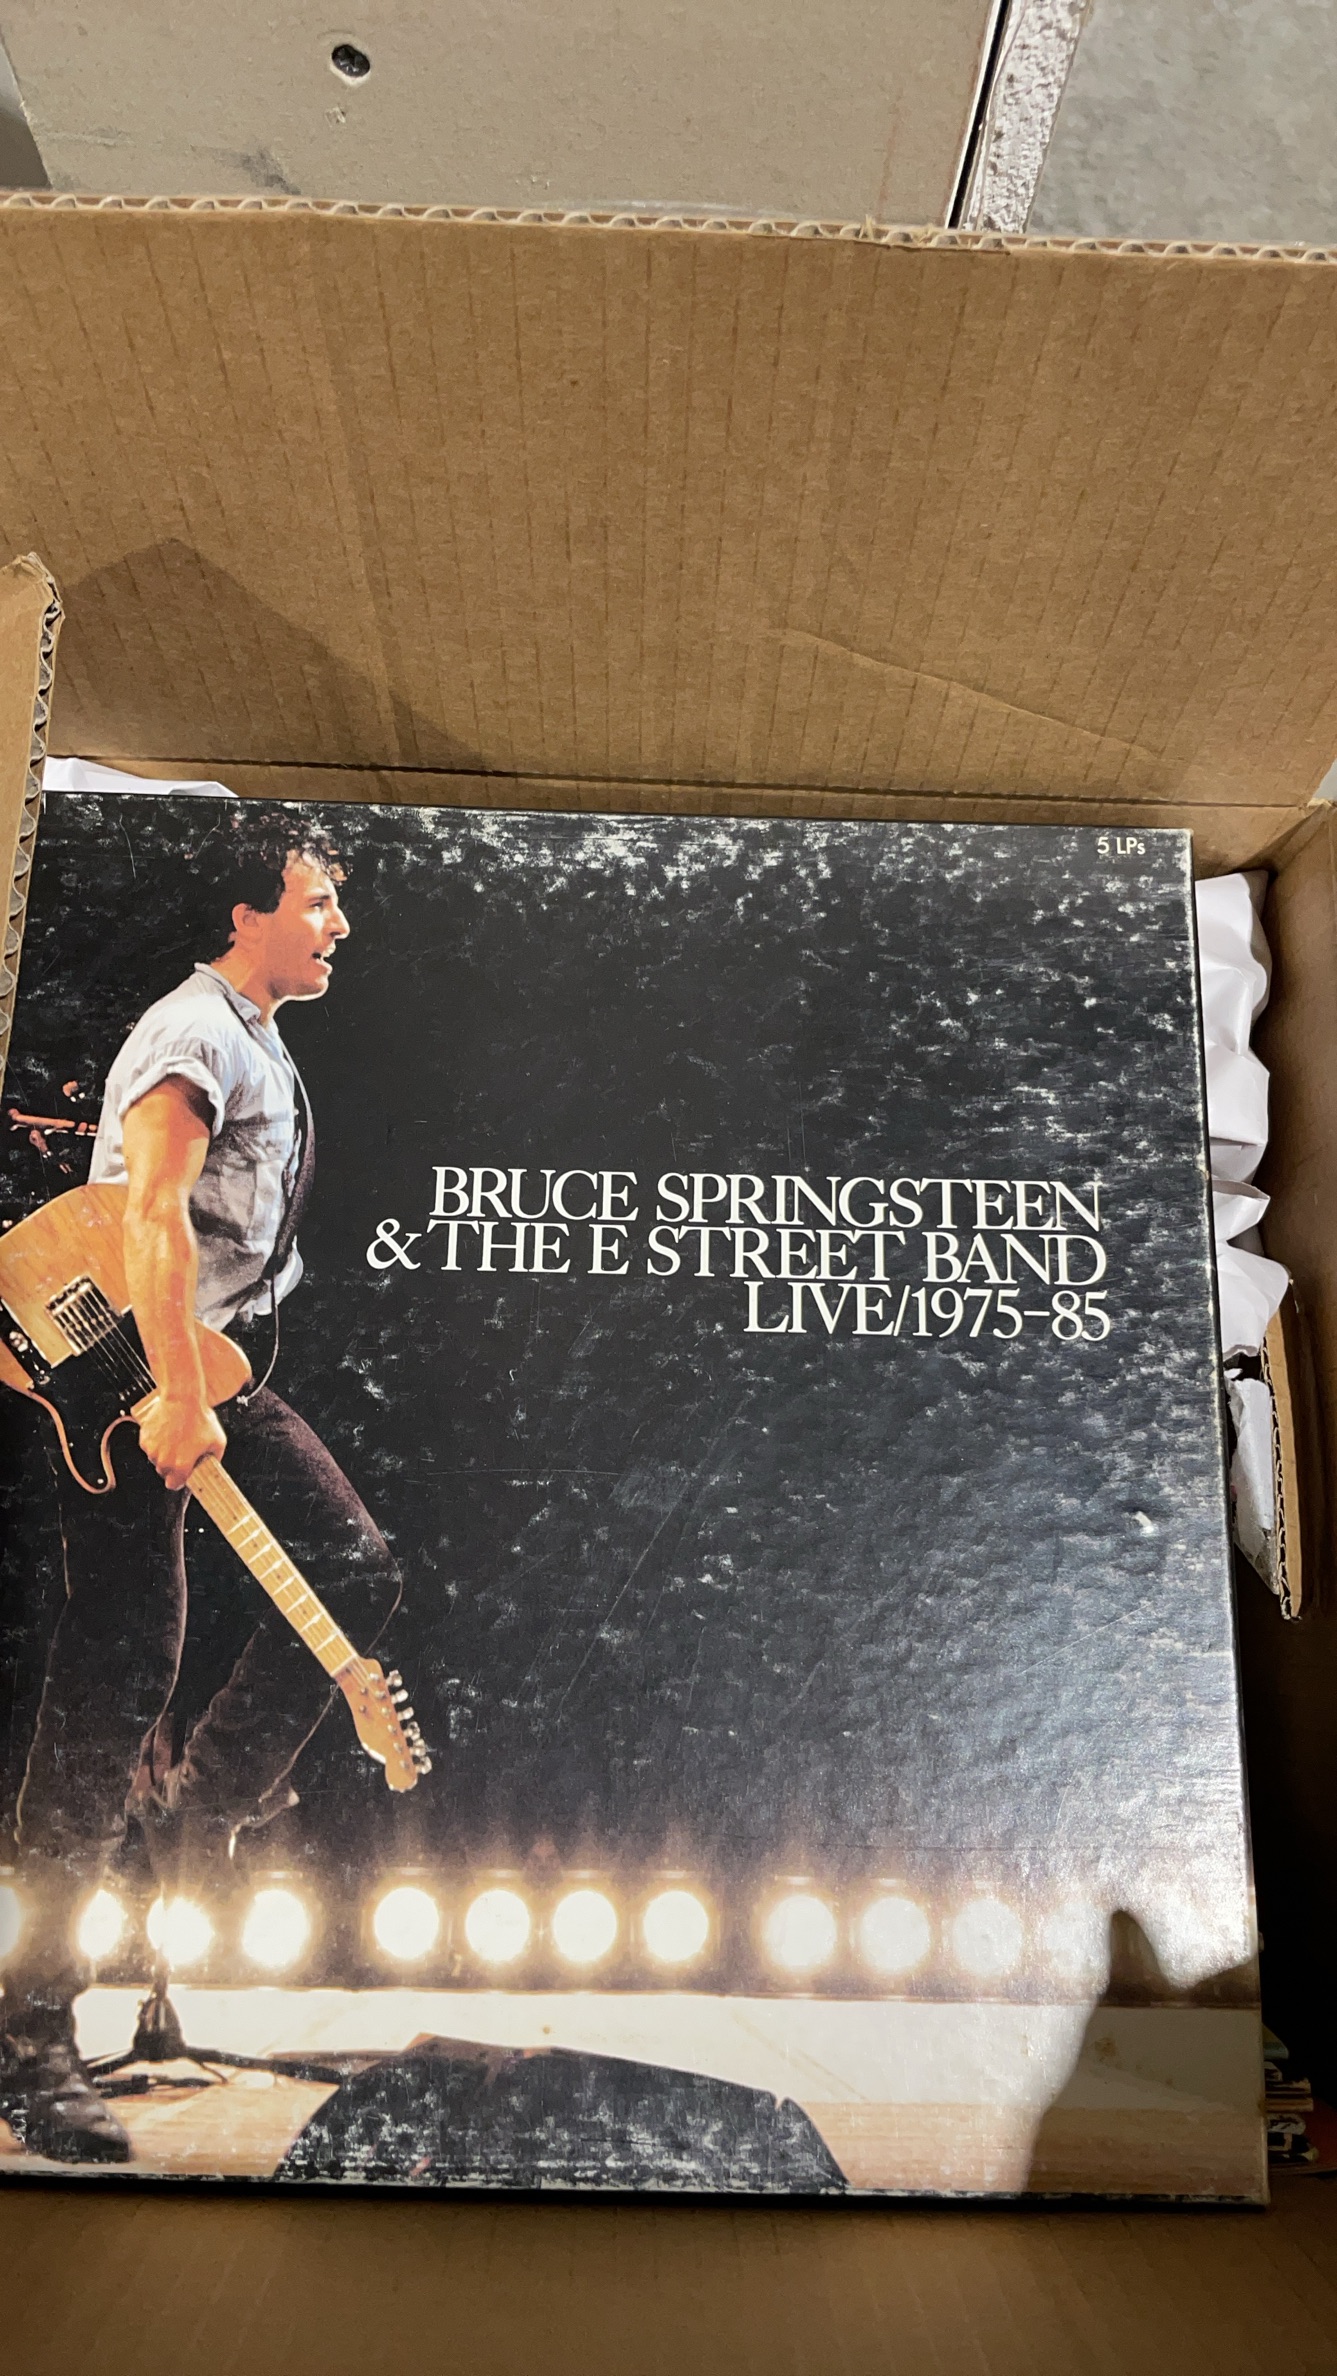 5 LPs
BRUCE SPRINGSTEEN
& THE E STREET BAND
LIVE/1975–85